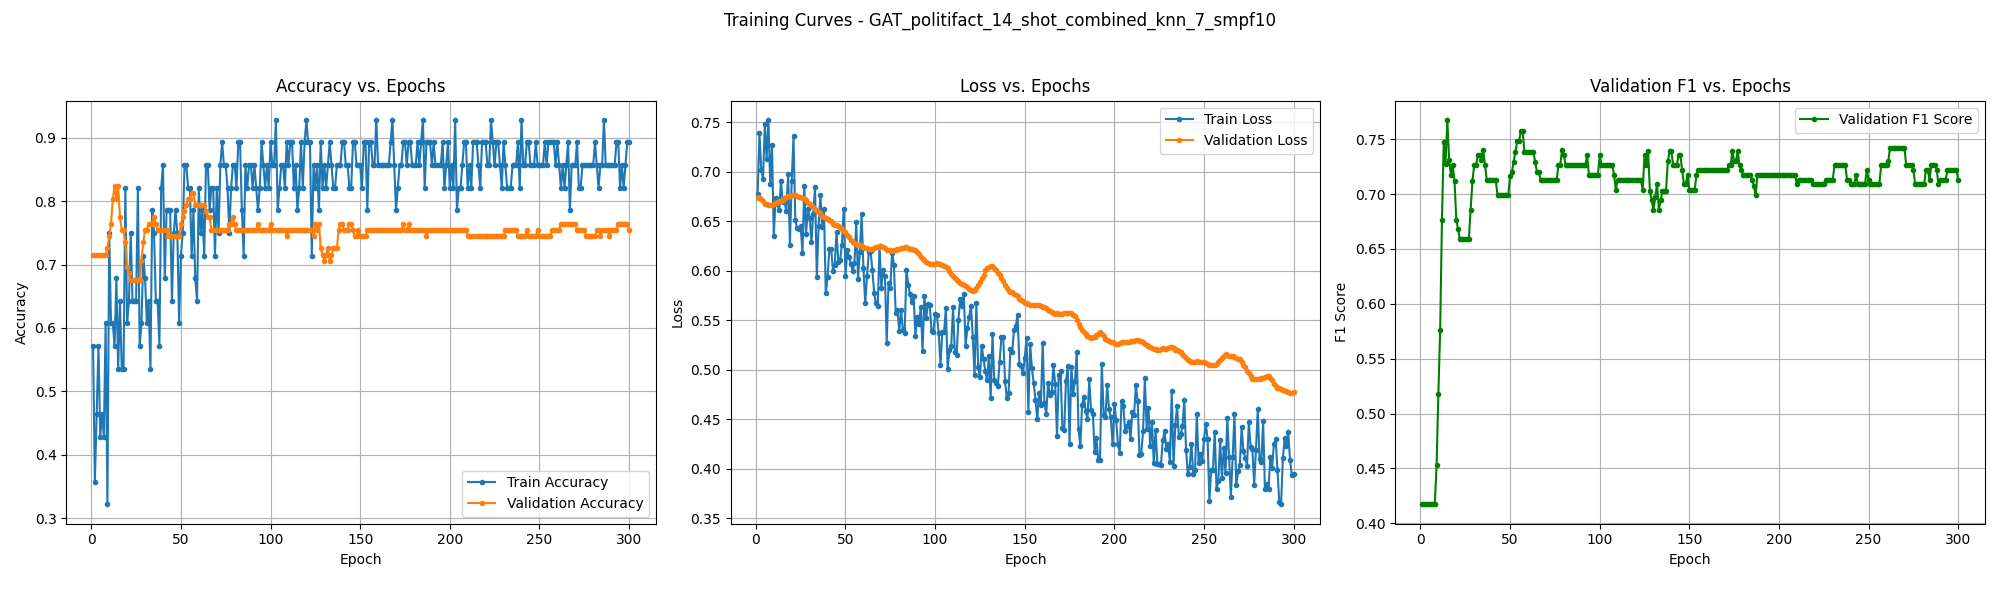 Training Curves - GAT_politifact_14_shot_combined_knn_7_smpf10
Accuracy vs. Epochs
Accuracy
0.9
0.8
0.7
0.6
0.5
0.4
0.3
0 50 100 150 200 250 300
Epoch
Train Accuracy
Validation Accuracy
Loss vs. Epochs
Loss
0.75
0.70
0.65
0.60
0.55
0.50
0.45
0.40
0.35
0 50 100 150 200 250 300
Epoch
Train Loss
Validation Loss
Validation F1 vs. Epochs
F1 Score
0.75
0.70
0.65
0.60
0.55
0.50
0.45
0.40
0 50 100 150 200 250 300
Epoch
Validation F1 Score